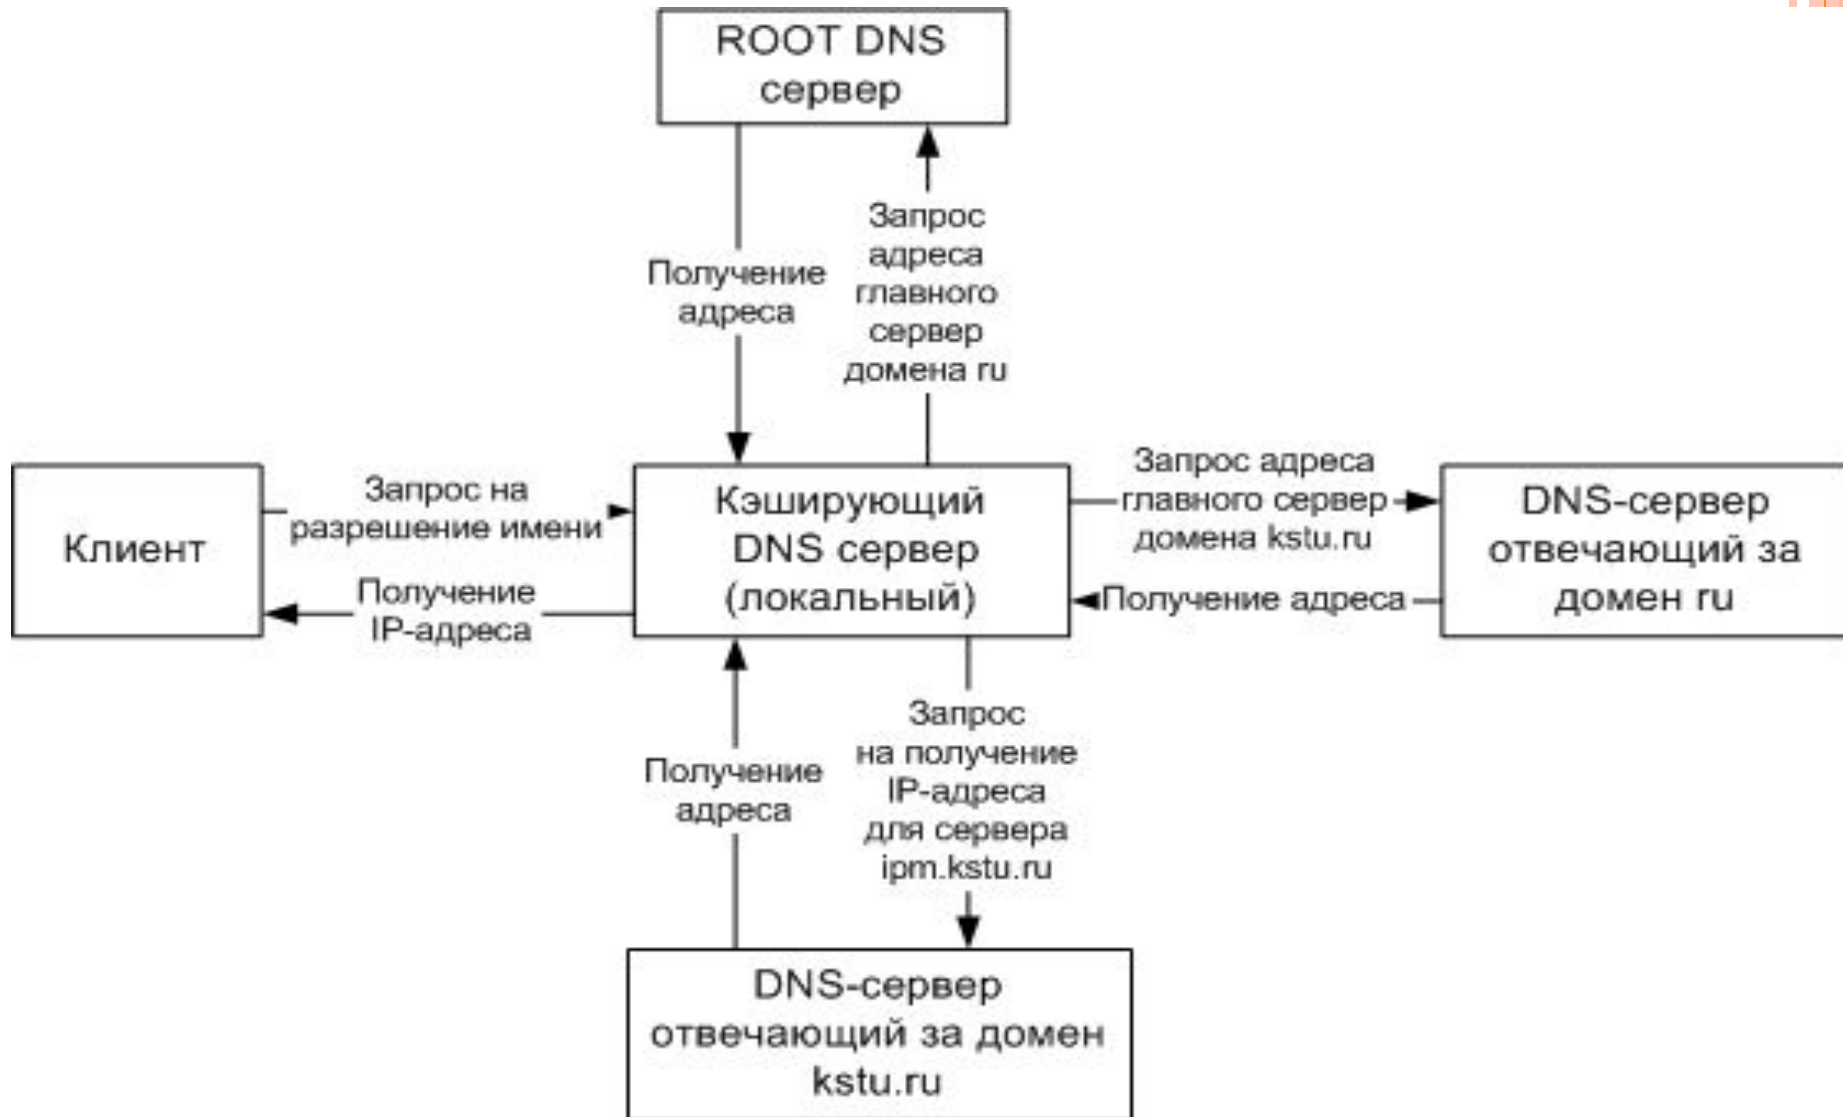 ROOT DNS
сервер
Получение
адреса
Запрос
адреса
главного
сервер
домена ru
Клиент
Запрос на
разрешение имени
Получение
IP-адреса
Кэширующий
DNS сервер
(локальный)
Запрос адреса
главного сервер
домена kstu.ru
Получение адреса
DNS-сервер
отвечающий за
домен ru
Получение
адреса
Запрос
на получение
IP-адреса
для сервера
ipm.kstu.ru
DNS-сервер
отвечающий за домен
kstu.ru